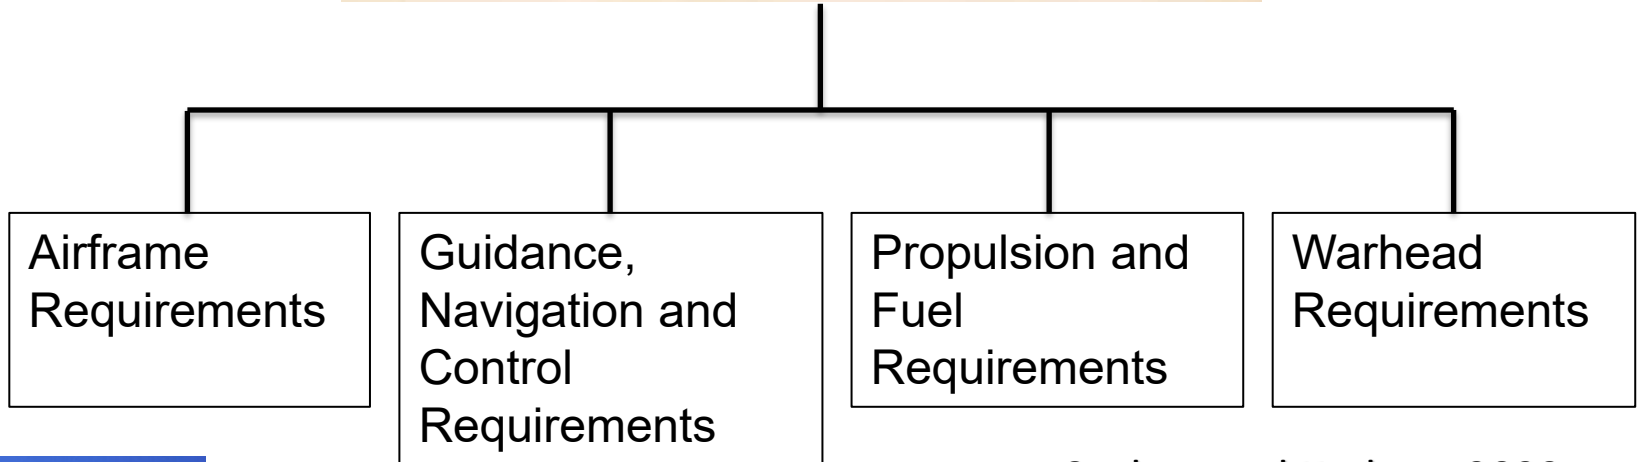 Airframe
Requirements
Guidance,
Navigation and
Control
Requirements
Propulsion and
Fuel
Requirements
Warhead
Requirements